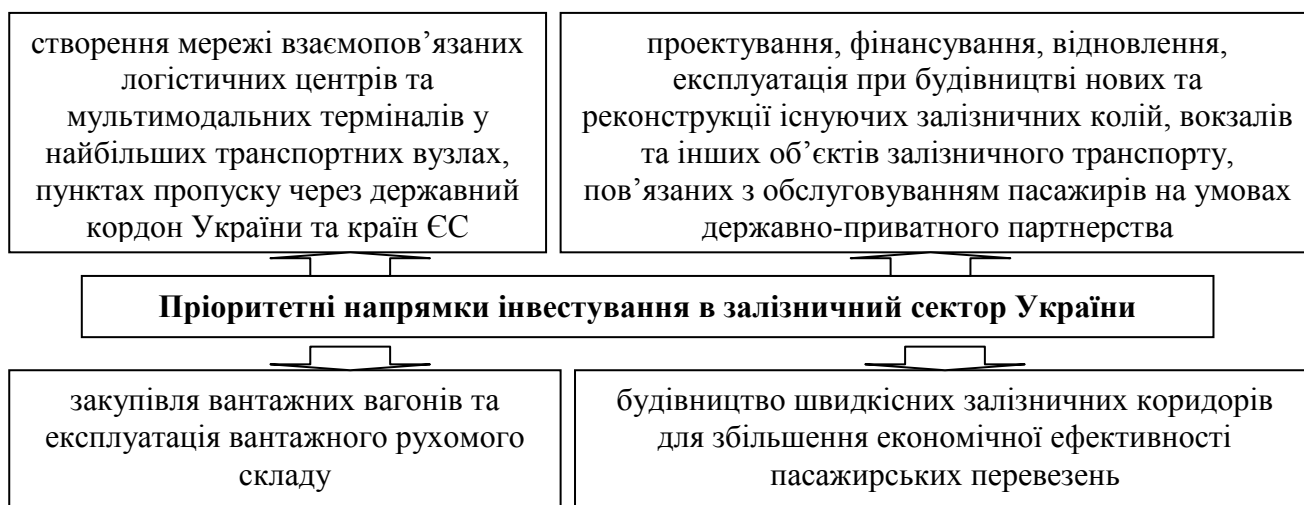 створення мережі взаємопов’язаних
логістичних центрів та
мультимодальних терміналів у
найбільших транспортних вузлах,
пунктах пропуску через державний
кордон України та країн ЄС
проектування, фінансування, відновлення,
експлуатація при будівництві нових та
реконструкції існуючих залізничних колій, вокзалів
та інших об’єктів залізничного транспорту,
пов’язаних з обслуговуванням пасажирів на умовах
державно-приватного партнерства
Пріоритетні напрямки інвестування в залізничний сектор України
закупівля вантажних вагонів та
експлуатація вантажного рухомого
складу
будівництво швидкісних залізничних коридорів
для збільшення економічної ефективності
пасажирських перевезень